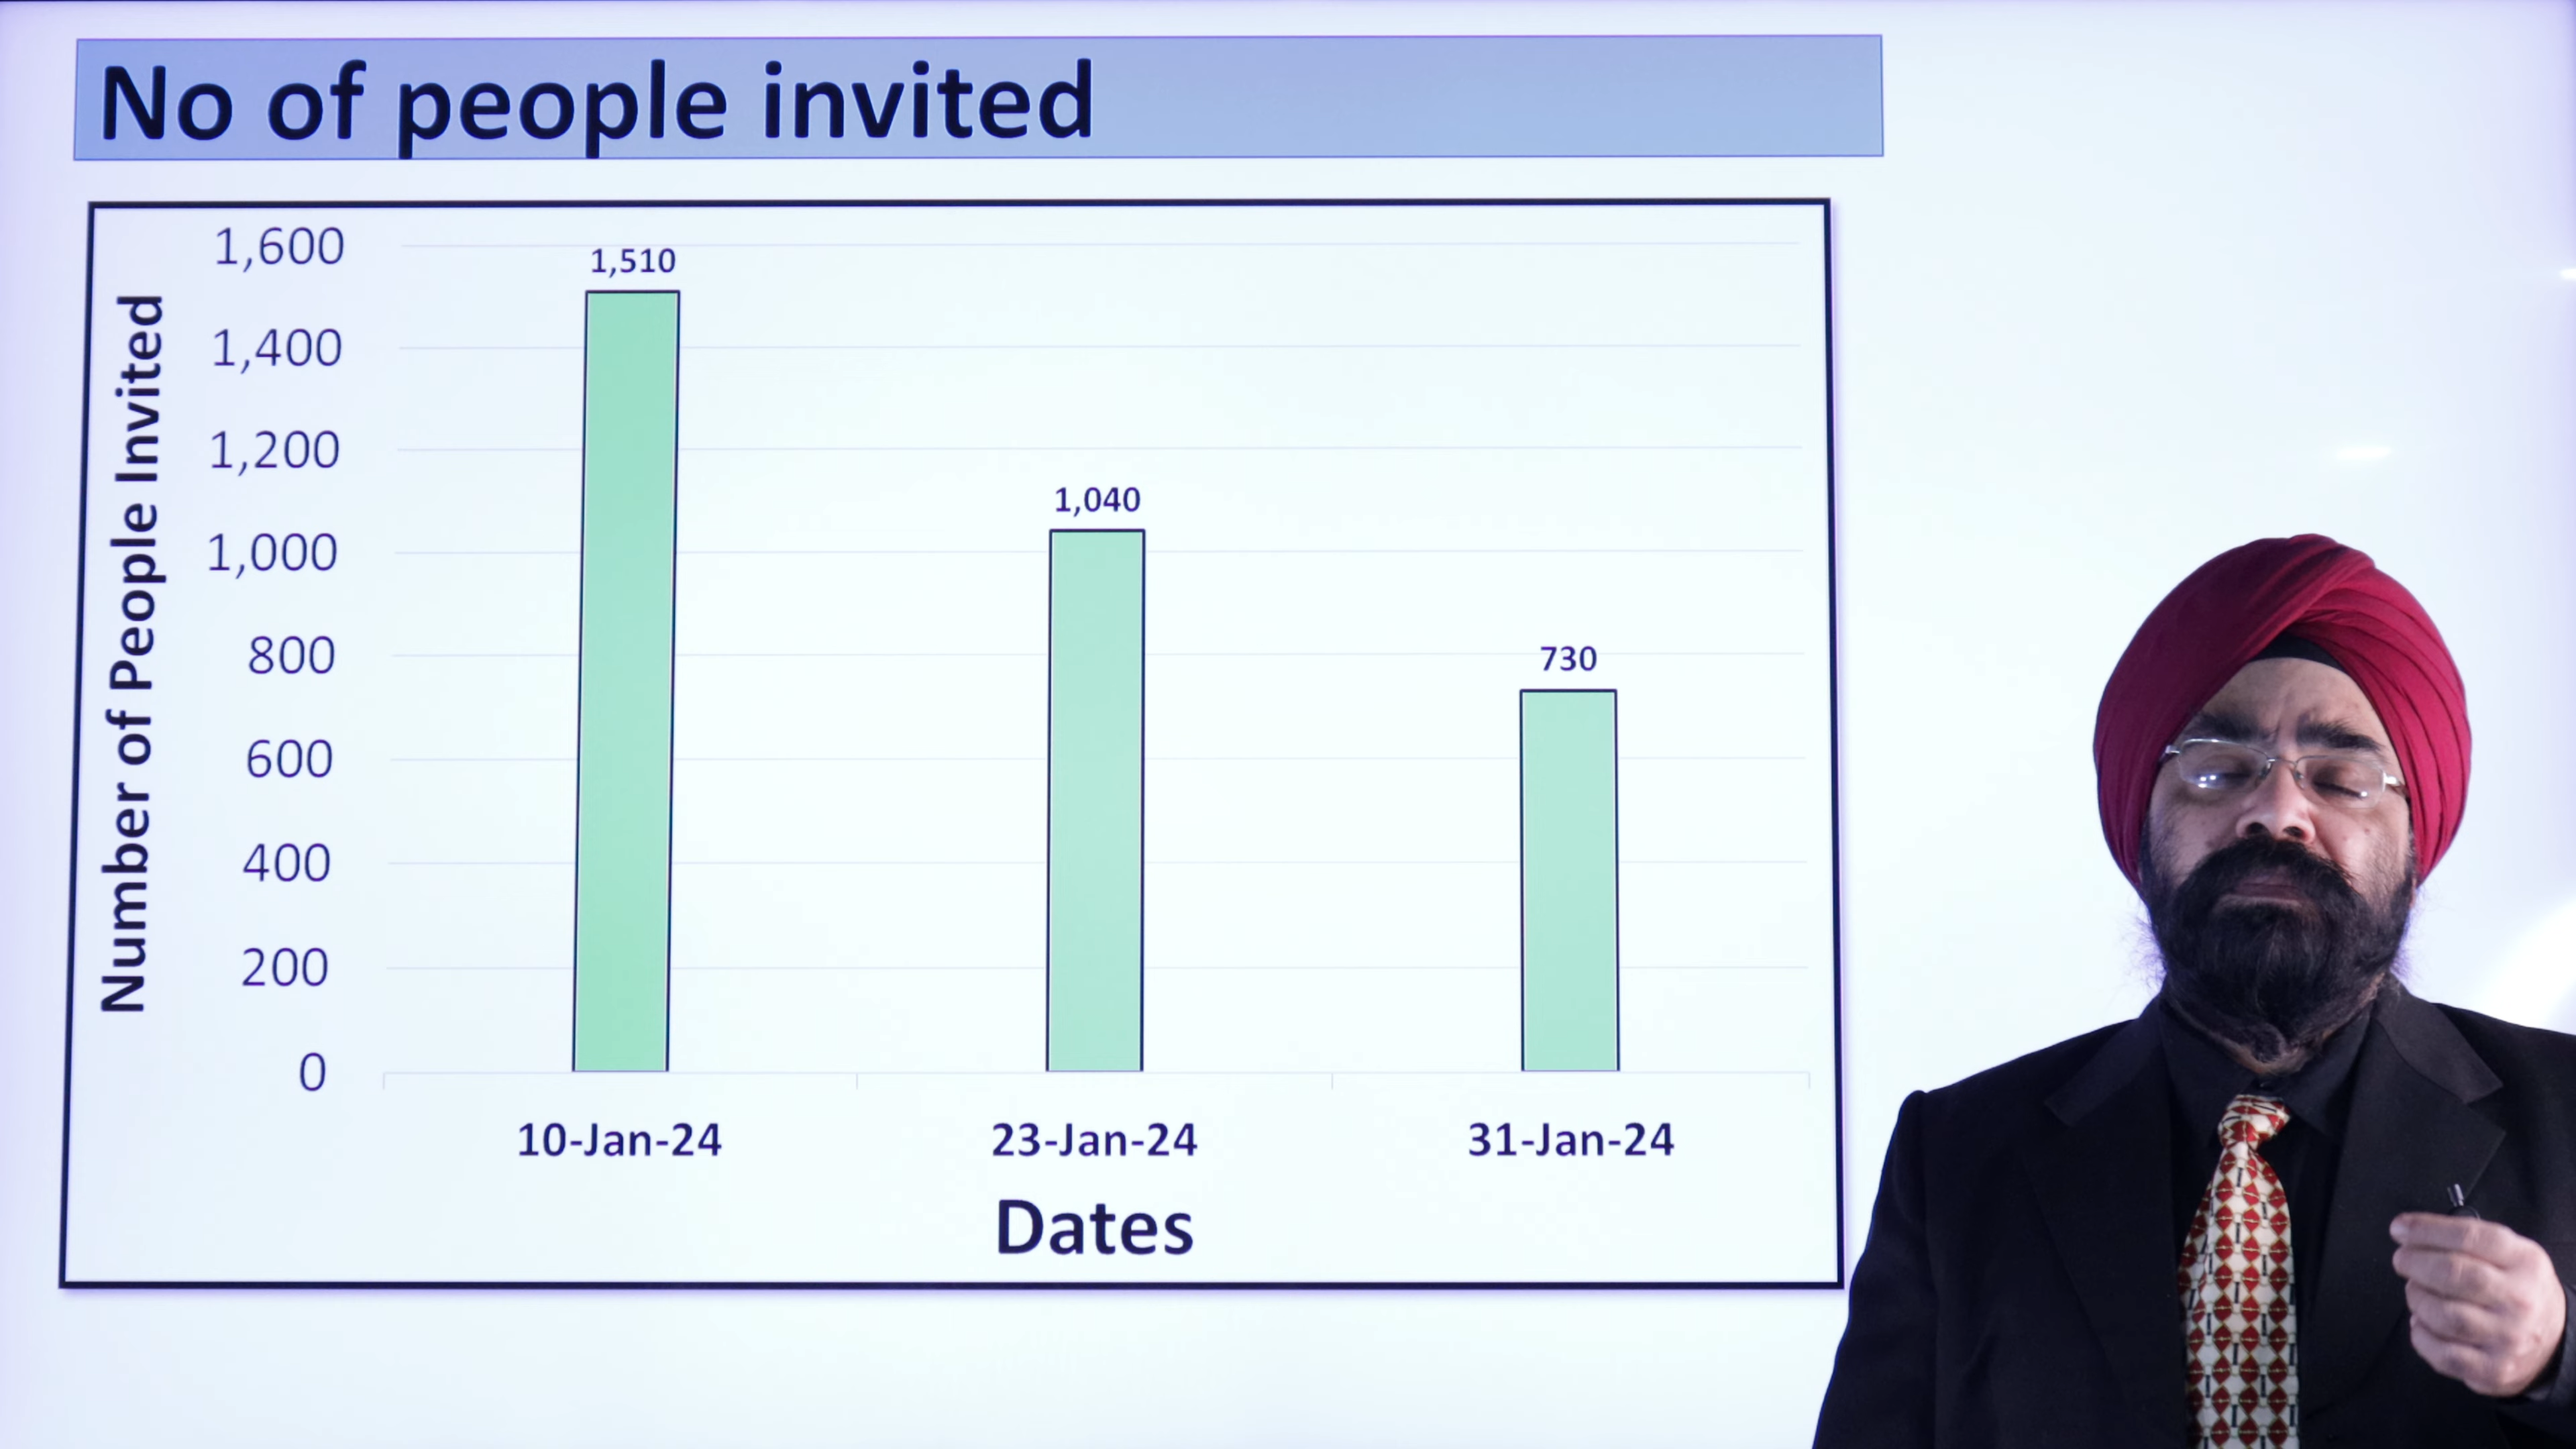 No of people invited
Number of People Invited
1,600
1,400
1,200
1,000
800
600
400
200
0
1,510
1,040
730
10-Jan-24
23-Jan-24
31-Jan-24
Dates